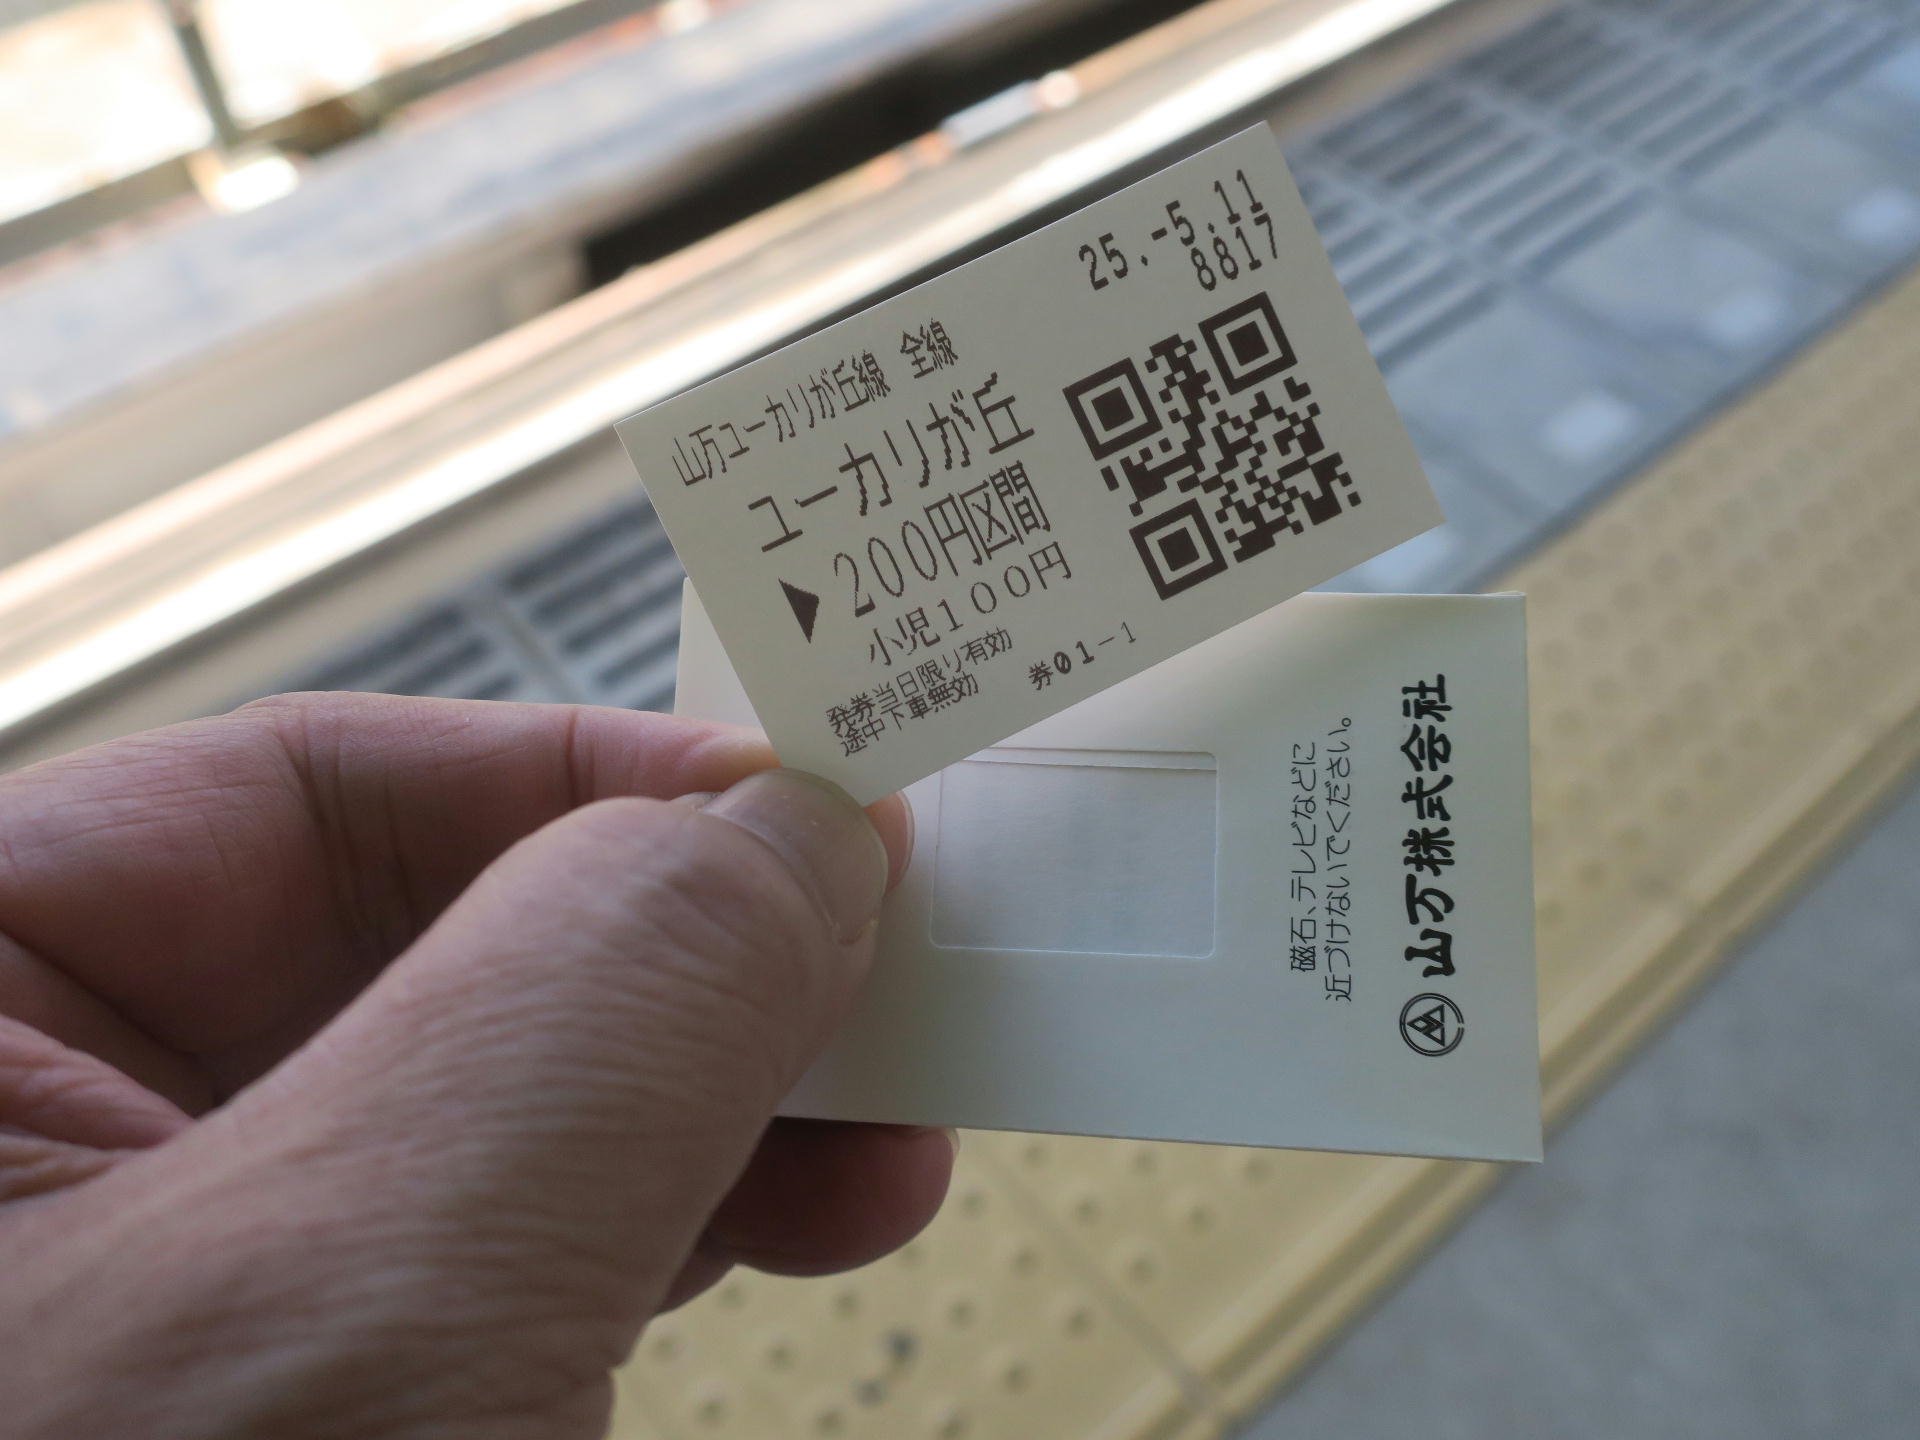 25.-5.11
8817
山万ユーカリが丘線 全線
ユーカリが丘
▶200円区間
小児100円
発券当日限り有効
途中下車無効
券01-1
磁石、テレビなどに
近づけないでください。
山万株式会社